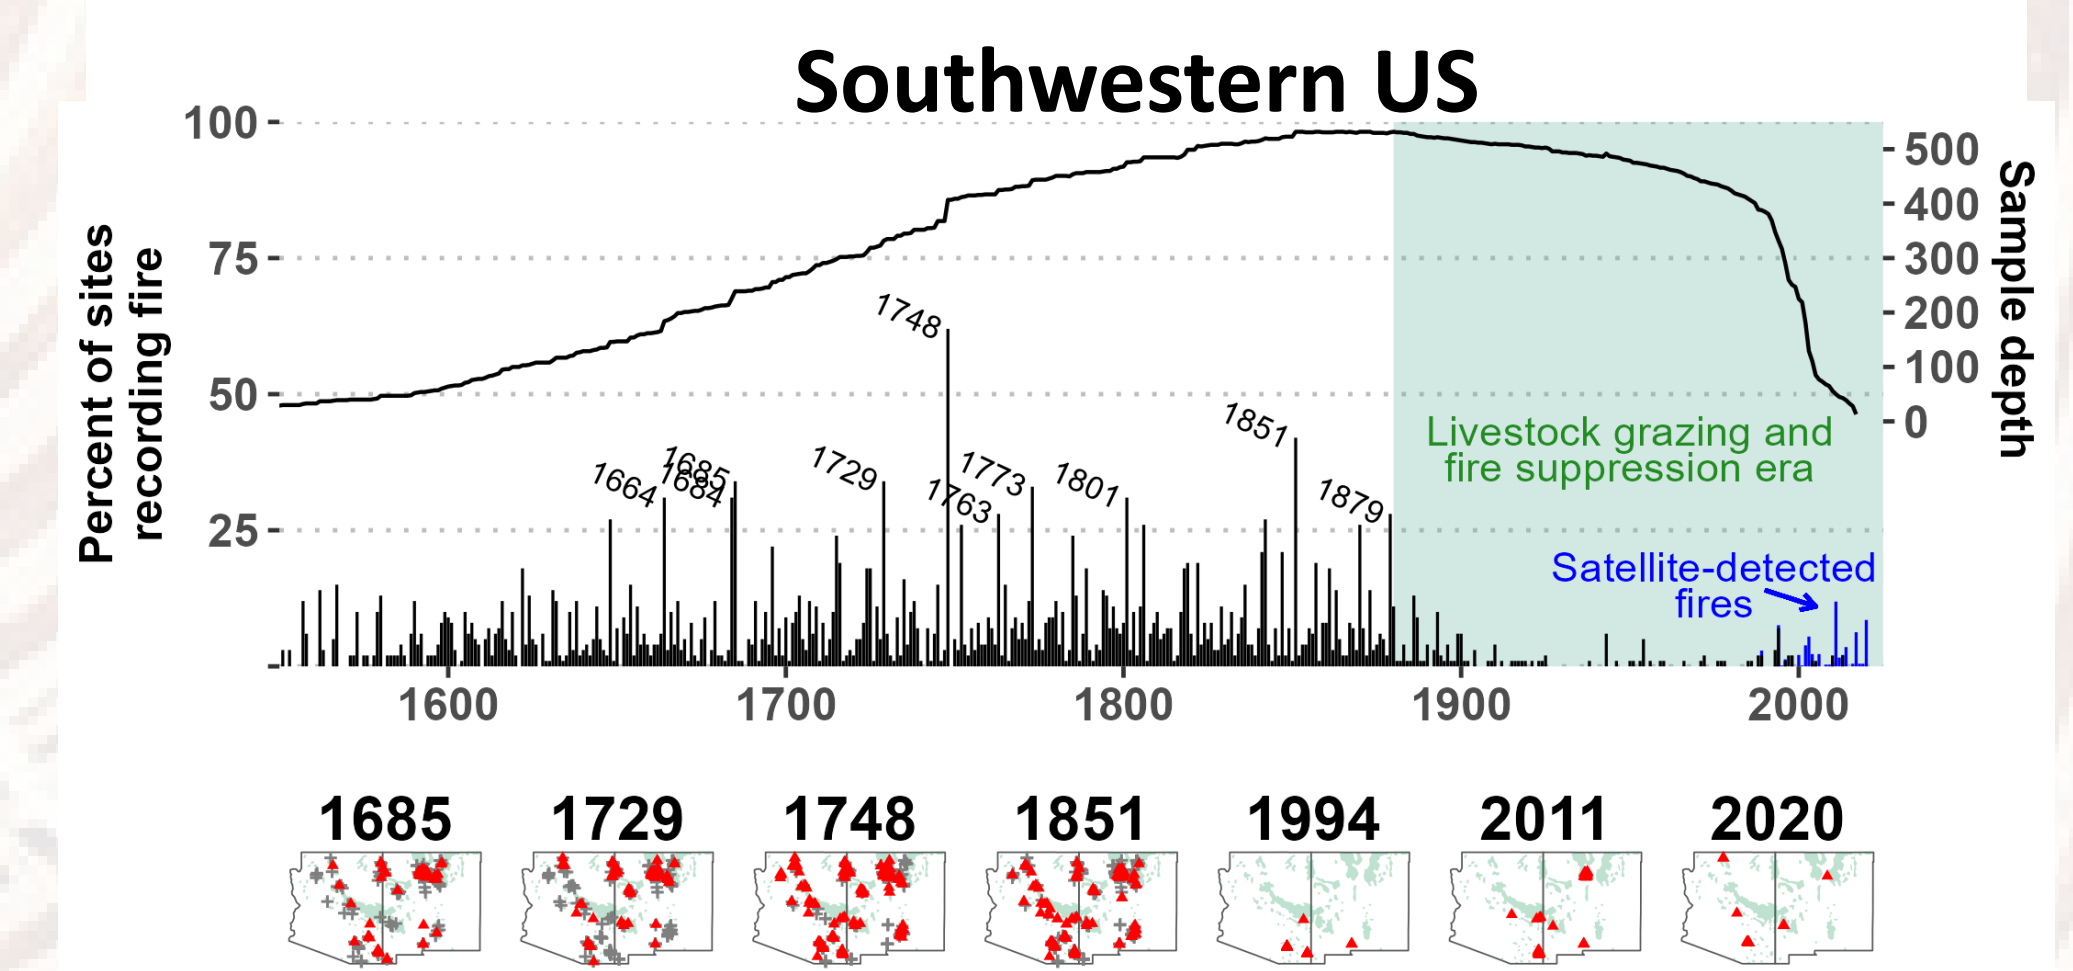 Southwestern US
100
75
50
25
Percent of sites
recording fire
500
400
300
200
100
0
Sample depth
1664
1685
1684
1729
1748
1763
1773
1801
1851
1879
Livestock grazing and
fire suppression era
Satellite-detected
fires
1600 1700 1800 1900 2000
1685 1729 1748 1851 1994 2011 2020